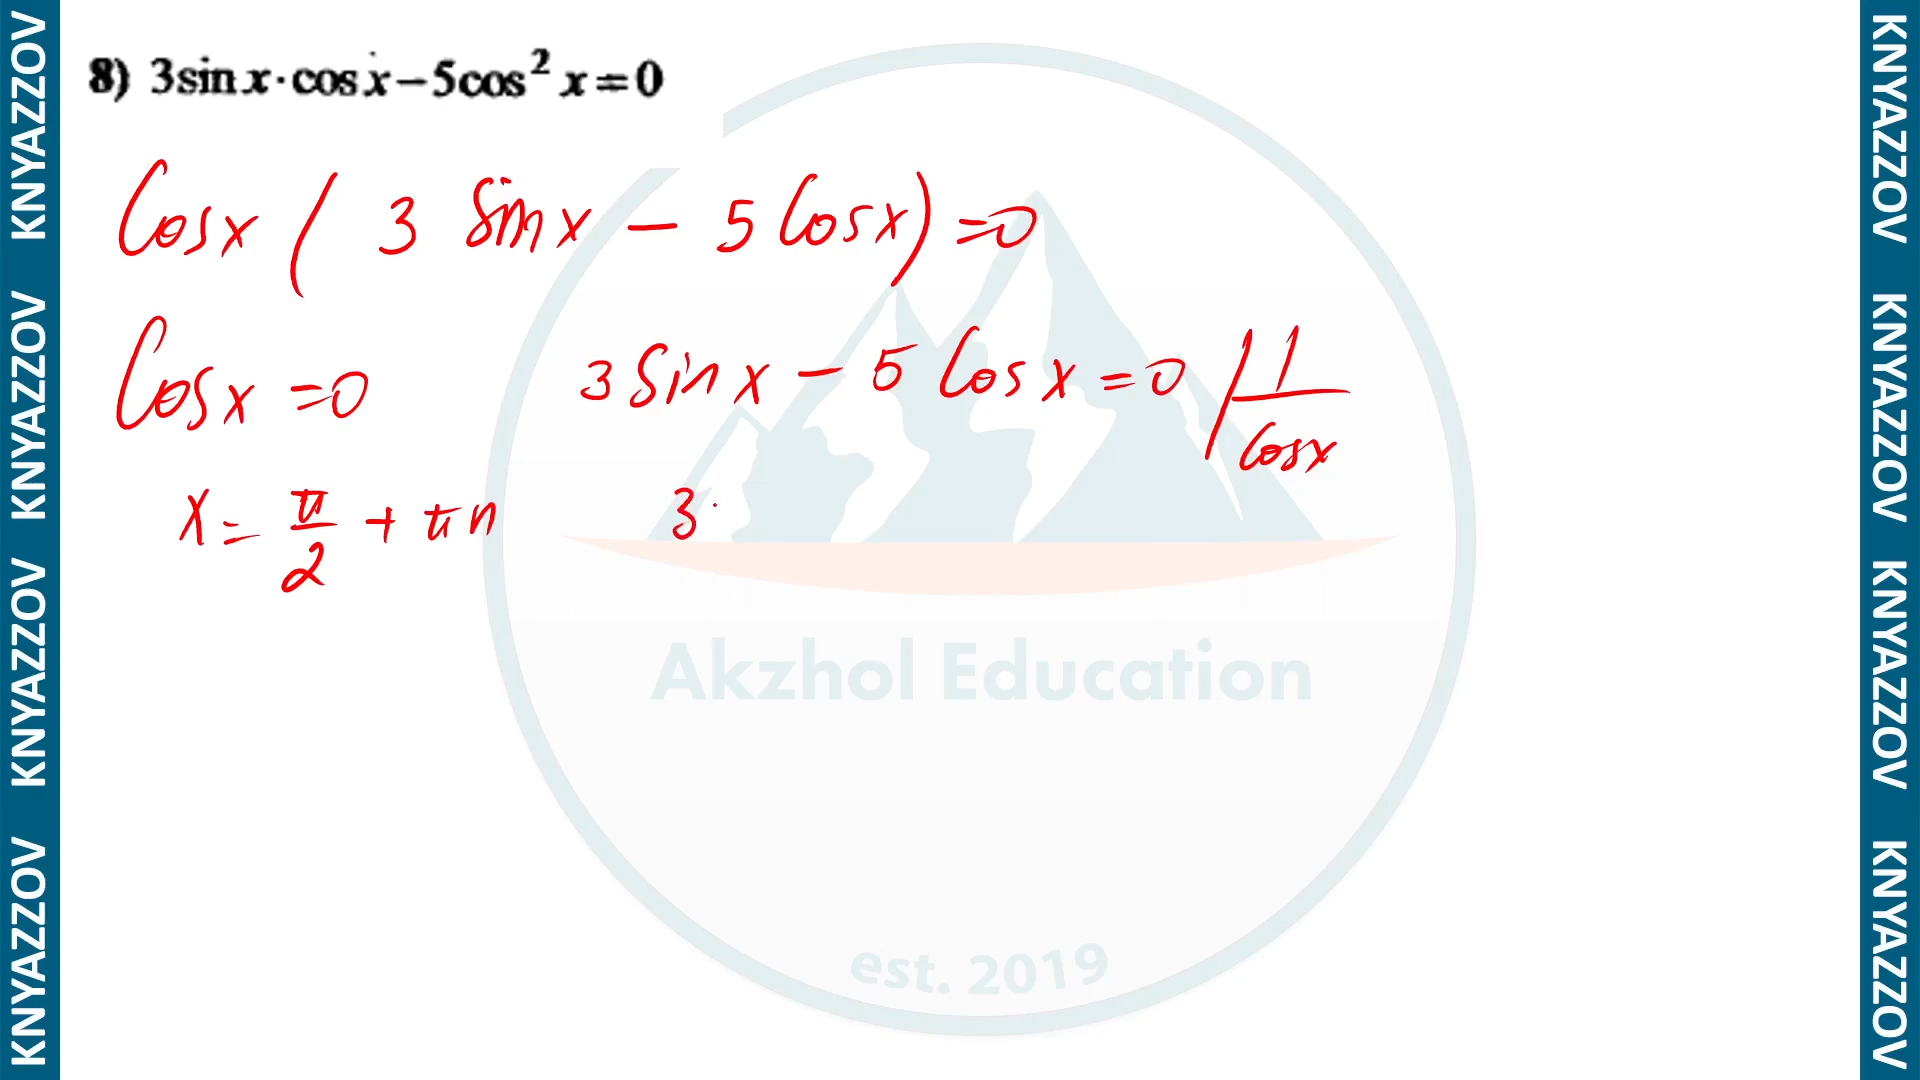 8) 3sin x · cos x – 5cos² x = 0
Cosx ( 3 Sinx – 5 Cosx) = 0
Cosx = 0
3 Sinx – 5 Cosx = 0 | 1/cosx
x = π/2 + πn
3·
Akzhol Education
est. 2019
KNYAZZOV
KNYAZZOV
KNYAZZOV
KNYAZZOV
KNYAZZOV
KNYAZZOV
KNYAZZOV
KNYAZZOV